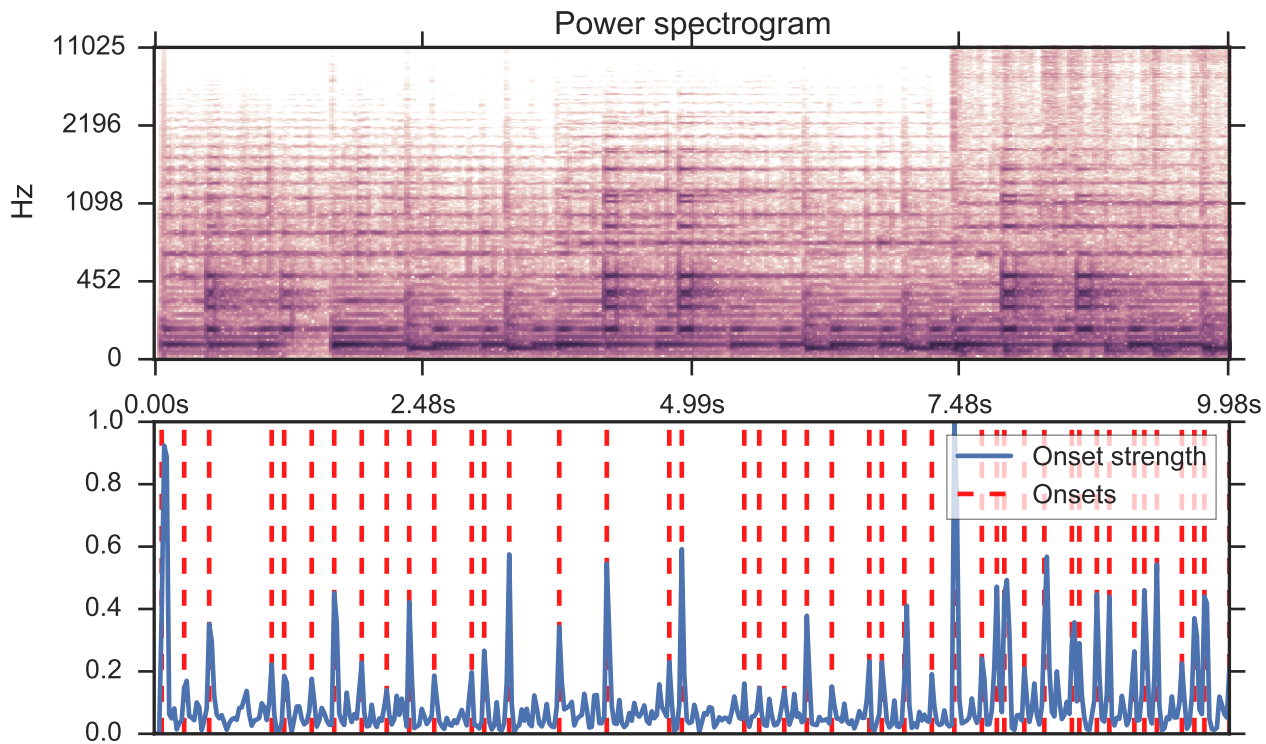 Power spectrogram
11025
2196
1098
452
0
Hz
0.00s 2.48s 4.99s 7.48s 9.98s
1.0
0.8
0.6
0.4
0.2
0.0
Onset strength
Onsets